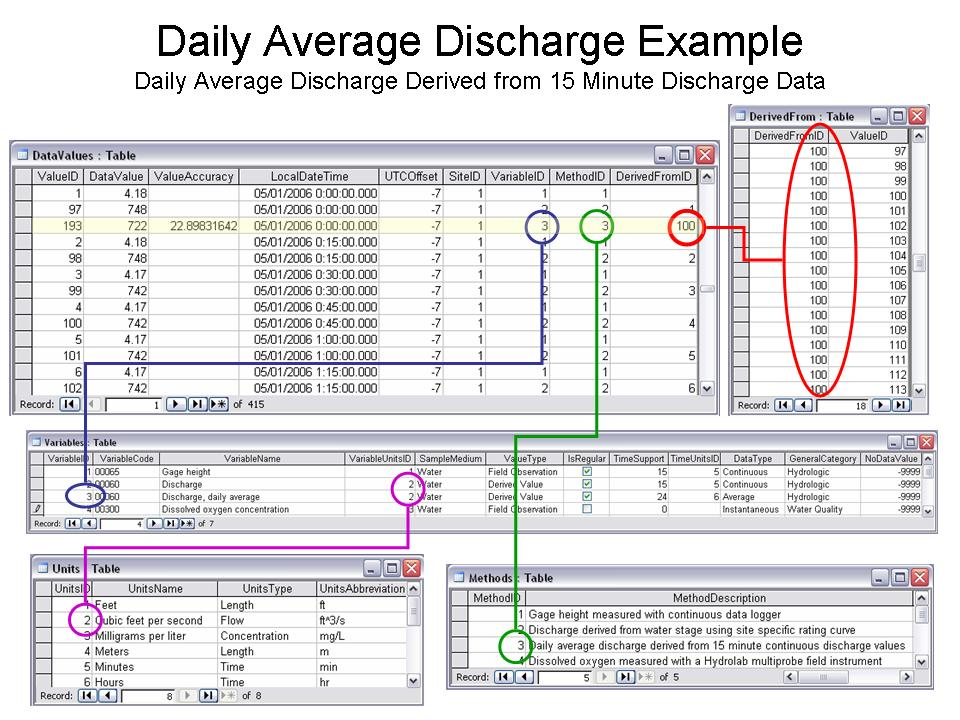 Daily Average Discharge Example
Daily Average Discharge Derived from 15 Minute Discharge Data
DerivedFrom : Table
DerivedFromID ValueID
100 97
100 98
100 99
100 100
100 101
100 102
100 103
100 104
100 105
100 106
100 107
100 108
100 109
100 110
100 111
100 112
100 113
Record: 18
DataValues : Table
ValueID DataValue ValueAccuracy LocalDateTime UTCOffset SiteID VariableID MethodID DerivedFromID
1 4.18 05/01/2006 0:00:00.000 -7 1 1 1
97 748 05/01/2006 0:00:00.000 -7 1 2 2 1
193 722 22.89831642 05/01/2006 0:00:00.000 -7 1 3 3 100
2 4.18 05/01/2006 0:15:00.000 -7 1 1 1
98 748 05/01/2006 0:15:00.000 -7 1 2 2 2
3 4.17 05/01/2006 0:30:00.000 -7 1 1 1
99 742 05/01/2006 0:30:00.000 -7 1 2 2 3
4 4.17 05/01/2006 0:45:00.000 -7 1 1 1
100 742 05/01/2006 0:45:00.000 -7 1 2 2 4
5 4.17 05/01/2006 1:00:00.000 -7 1 1 1
101 742 05/01/2006 1:00:00.000 -7 1 2 2 5
6 4.17 05/01/2006 1:15:00.000 -7 1 1 1
102 742 05/01/2006 1:15:00.000 -7 1 2 2 6
Record: 1 of 415
Variables : Table
VariableID VariableCode VariableName VariableUnitsID SampleMedium ValueType IsRegular TimeSupport TimeUnitsID DataType GeneralCategory NoDataValue
1 00065 Gage height 1 Water Field Observation 15 5 Continuous Hydrologic -9999
2 00060 Discharge 2 Water Derived Value 15 5 Continuous Hydrologic -9999
3 00060 Discharge, daily average 2 Water Derived Value 24 6 Average Hydrologic -9999
4 00300 Dissolved oxygen concentration 3 Water Field Observation 0 Instantaneous Water Quality -9999
Record: 4 of 7
Units : Table
UnitsID UnitsName UnitsType UnitsAbbreviation
1 Feet Length ft
2 Cubic feet per second Flow ft^3/s
3 Milligrams per liter Concentration mg/L
4 Meters Length m
5 Minutes Time min
6 Hours Time hr
Record: 8 of 8
Methods : Table
MethodID MethodDescription
1 Gage height measured with continuous data logger
2 Discharge derived from water stage using site specific rating curve
3 Daily average discharge derived from 15 minute continuous discharge values
4 Dissolved oxygen measured with a Hydrolab multiprobe field instrument
Record: 5 of 5